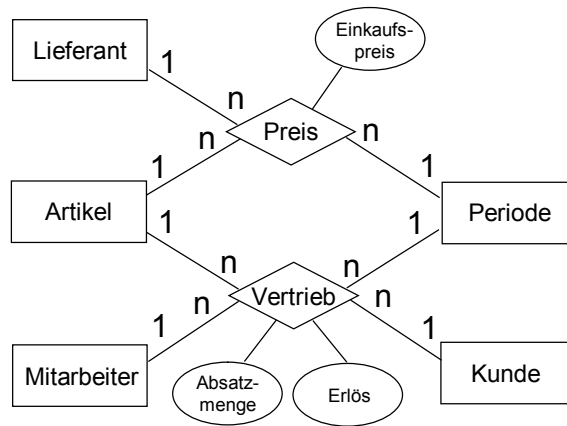 Lieferant
Einkaufs-
preis
1
n
Preis
n
n
1
1
Artikel
Periode
1
1
n
n
Vertrieb
n
n
1
1
Mitarbeiter
Absatz-
menge
Erlös
Kunde